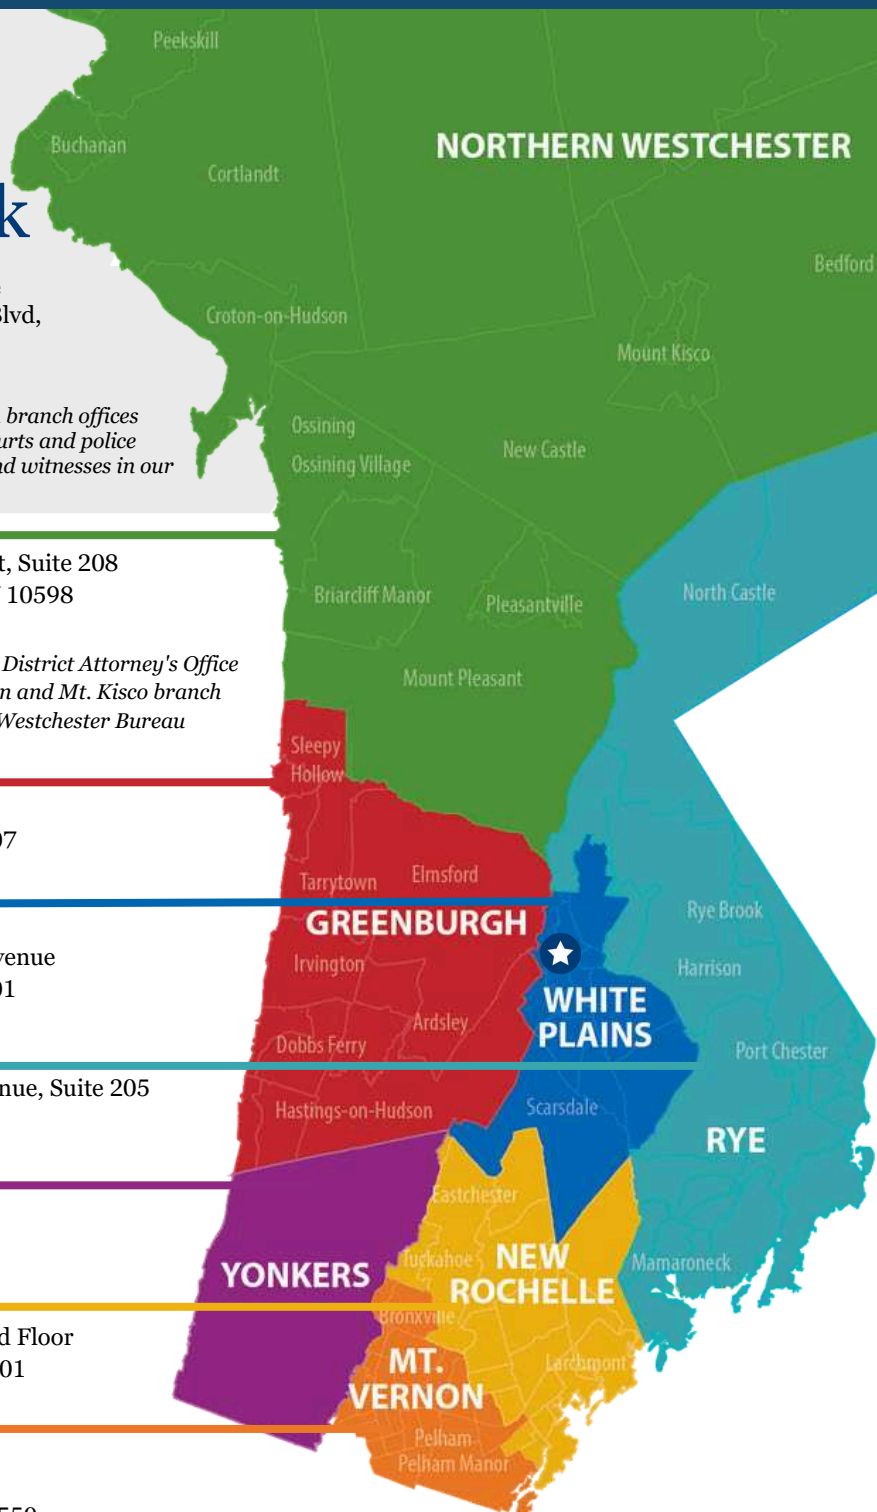 Peekskill
NORTHERN WESTCHESTER
Buchanan
Cortlandt
k
Bedford
Blvd,
Croton-on-Hudson
Mount Kisco
branch offices
urts and police
nd witnesses in our
Ossining
Ossining Village
New Castle
t, Suite 208
10598
Briarcliff Manor
Pleasantville
North Castle
District Attorney's Office
n and Mt. Kisco branch
Westchester Bureau
Mount Pleasant
Sleepy
Hollow
07
Tarrytown
Elmsford
GREENBURGH
Rye Brook
venue
01
Irvington
Harrison
WHITE
PLAINS
Ardsley
Dobbs Ferry
Port Chester
nue, Suite 205
Hastings-on-Hudson
Scarsdale
RYE
Eastchester
YONKERS
Tuckahoe
NEW
ROCHELLE
Mamaroneck
Bronxville
d Floor
01
MT.
VERNON
Larchmont
Pelham
Pelham Manor